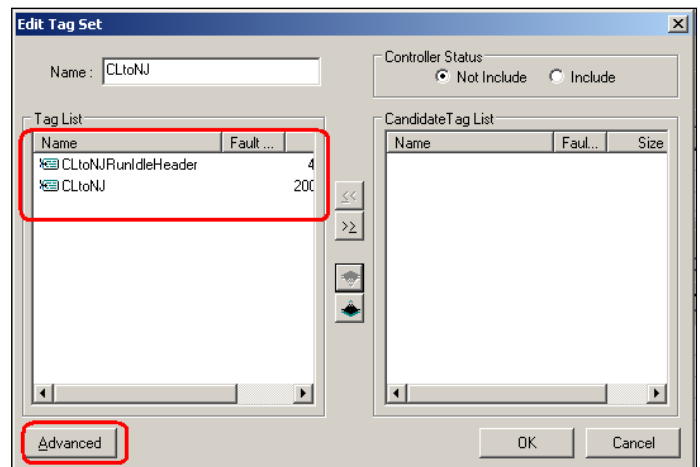 Edit Tag Set
Name : CLtoNJ
Controller Status
Not Include Include
Tag List
Name Fault ...
CLtoNJRunIdleHeader 4
CLtoNJ 200
<<
>>
CandidateTag List
Name Faul... Size
Advanced
OK Cancel